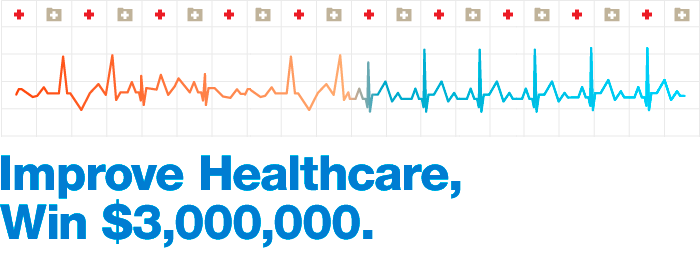 Improve Healthcare,
Win $3,000,000.